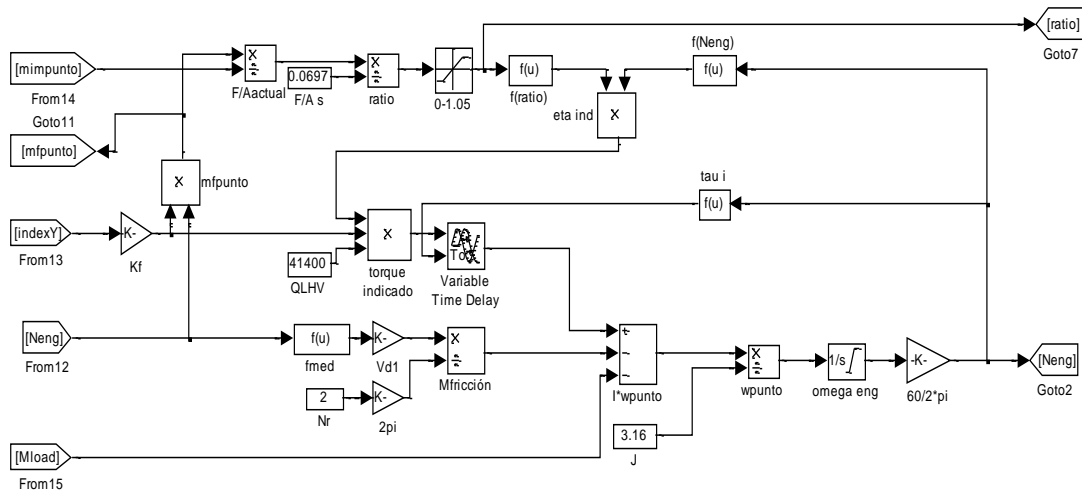 [ratio]
Goto7
f(Neng)
[mimpunto]
From14
X
÷
F/Aactual
0.0697
F/A s
X
÷
ratio
0-1.05
f(u)
f(ratio)
f(u)
eta ind
X
Goto11
[mfpunto]
X
mfpunto
tau i
f(u)
[indexY]
From13
-K-
Kf
41400
QLHV
X
torque
indicado
To
Variable
Time Delay
[Neng]
From12
f(u)
fmed
-K-
Vd1
X
÷
Mfricción
2
Nr
-K-
2pi
+
−
−
I*wpunto
X
÷
wpunto
1/s
omega eng
-K-
60/2*pi
[Neng]
Goto2
3.16
J
[Mload]
From15